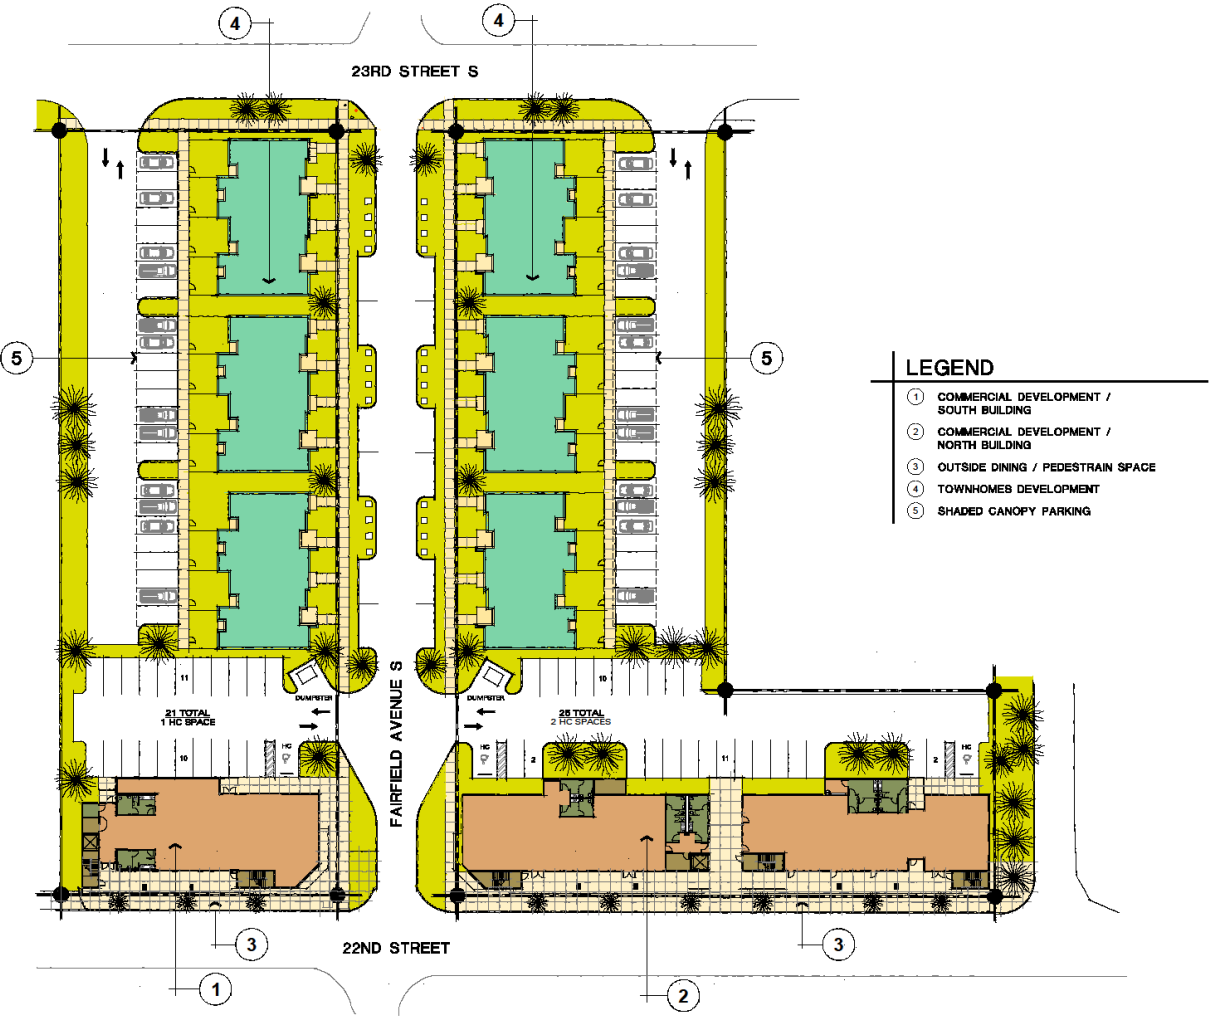 4
4
23RD STREET S
5
5
LEGEND
1 COMMERCIAL DEVELOPMENT /
SOUTH BUILDING
2 COMMERCIAL DEVELOPMENT /
NORTH BUILDING
3 OUTSIDE DINING / PEDESTRAIN SPACE
4 TOWNHOMES DEVELOPMENT
5 SHADED CANOPY PARKING
11
10
DUMPSTER
DUMPSTER
21 TOTAL
1 HC SPACE
25 TOTAL
2 HC SPACES
FAIRFIELD AVENUE S
10
HC
HC
2
11
2
HC
3
3
22ND STREET
1
2